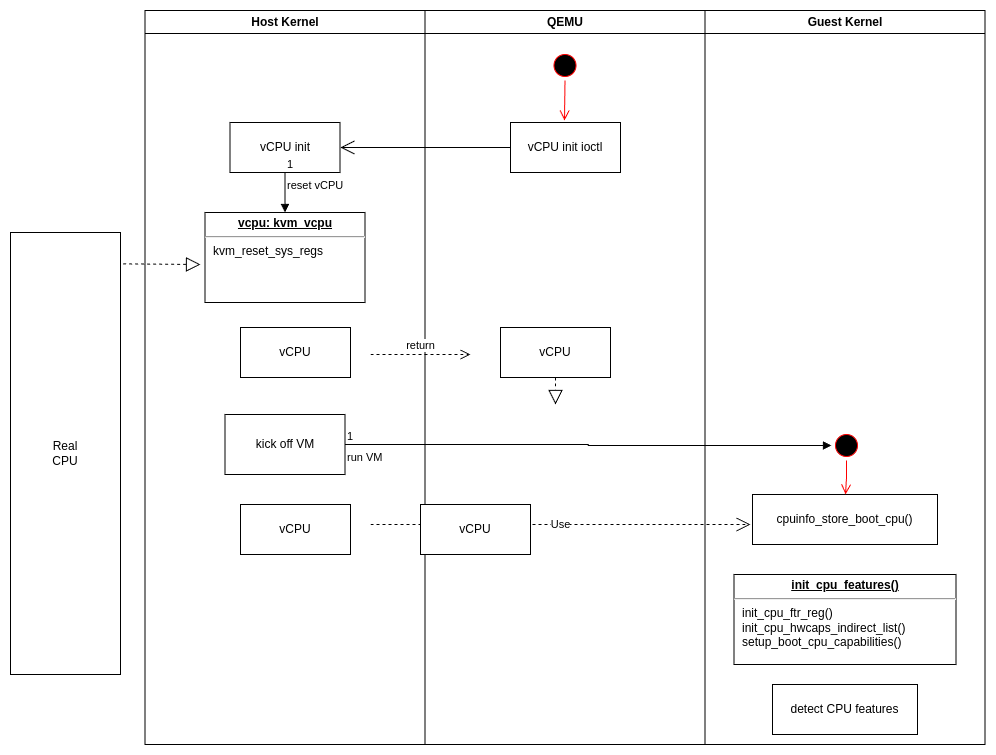 Host Kernel
QEMU
Guest Kernel
vCPU init
1
vCPU init ioctl
reset vCPU
vcpu: kvm_vcpu
kvm_reset_sys_regs
Real
CPU
vCPU
return
vCPU
kick off VM
1
run VM
vCPU
vCPU
Use
cpuinfo_store_boot_cpu()
init_cpu_features()
init_cpu_ftr_reg()
init_cpu_hwcaps_indirect_list()
setup_boot_cpu_capabilities()
detect CPU features